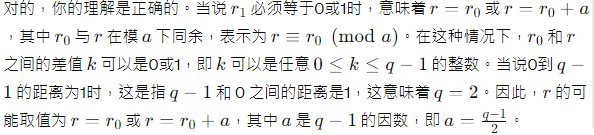 对的，你的理解是正确的。当说 $r_1$ 必须等于0或1时，意味着 $r = r_0$ 或 $r = r_0 + a$
，其中 $r_0$ 与 $r$ 在模 $a$ 下同余，表示为 $r \equiv r_0 \pmod{a}$。在这种情况下，$r_0$ 和 $r$
之间的差值 $k$ 可以是0或1，即 $k$ 可以是任意 $0 \leq k \leq q - 1$ 的整数。当说0到 $q -$
$1$ 的距离为1时，这是指 $q - 1$ 和 0 之间的距离是1，这意味着 $q = 2$。因此，$r$ 的可
能取值为 $r = r_0$ 或 $r = r_0 + a$，其中 $a$ 是 $q - 1$ 的因数，即 $a = \frac{q-1}{2}$。